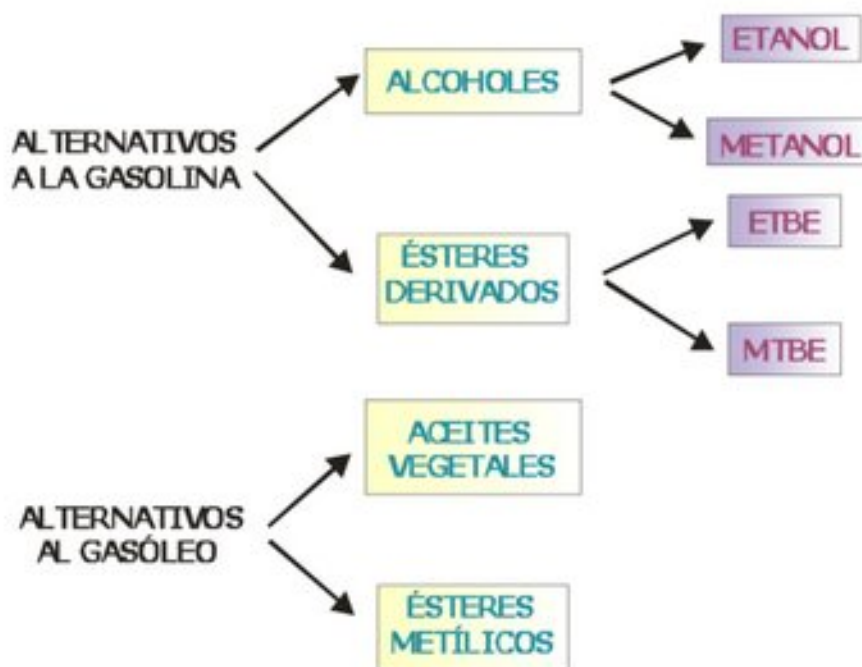 ALTERNATIVOS
A LA GASOLINA
ALCOHOLES
ETANOL
METANOL
ÉSTERES
DERIVADOS
ETBE
MTBE
ALTERNATIVOS
AL GASÓLEO
ACEITES
VEGETALES
ÉSTERES
METÍLICOS